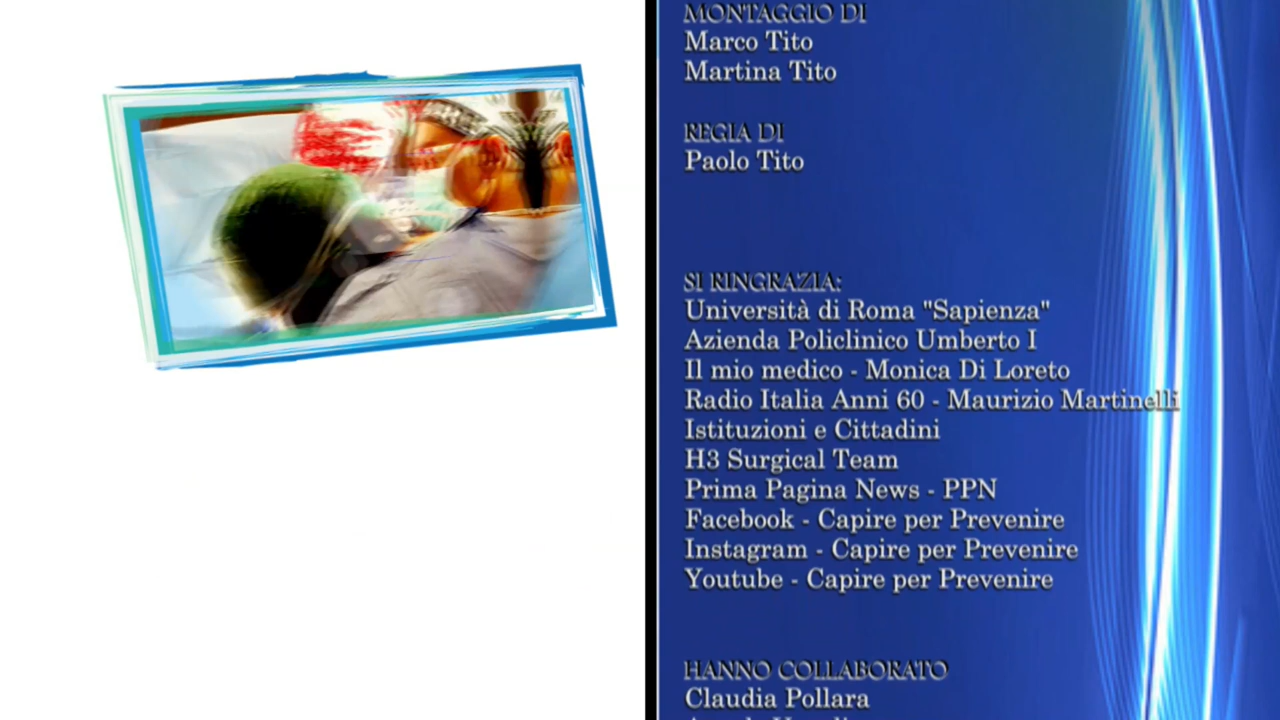 MONTAGGIO DI
Marco Tito
Martina Tito
REGIA DI
Paolo Tito
SI RINGRAZIA:
Università di Roma "Sapienza"
Azienda Policlinico Umberto I
Il mio medico - Monica Di Loreto
Radio Italia Anni 60 - Maurizio Martinelli
Istituzioni e Cittadini
H3 Surgical Team
Prima Pagina News - PPN
Facebook - Capire per Prevenire
Instagram - Capire per Prevenire
Youtube - Capire per Prevenire
HANNO COLLABORATO
Claudia Pollara